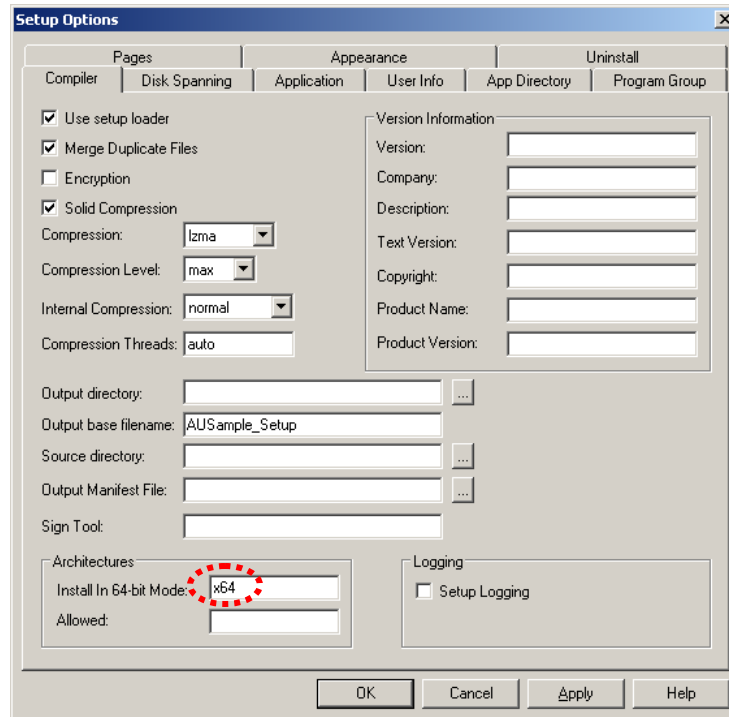 Setup Options
Pages Appearance Uninstall
Compiler Disk Spanning Application User Info App Directory Program Group
Use setup loader
Merge Duplicate Files
Encryption
Solid Compression
Compression: lzma
Compression Level: max
Internal Compression: normal
Compression Threads: auto
Version Information
Version:
Company:
Description:
Text Version:
Copyright:
Product Name:
Product Version:
Output directory: ...
Output base filename: AUSample_Setup
Source directory: ...
Output Manifest File: ...
Sign Tool:
Architectures
Install In 64-bit Mode: x64
Allowed:
Logging
Setup Logging
OK Cancel Apply Help